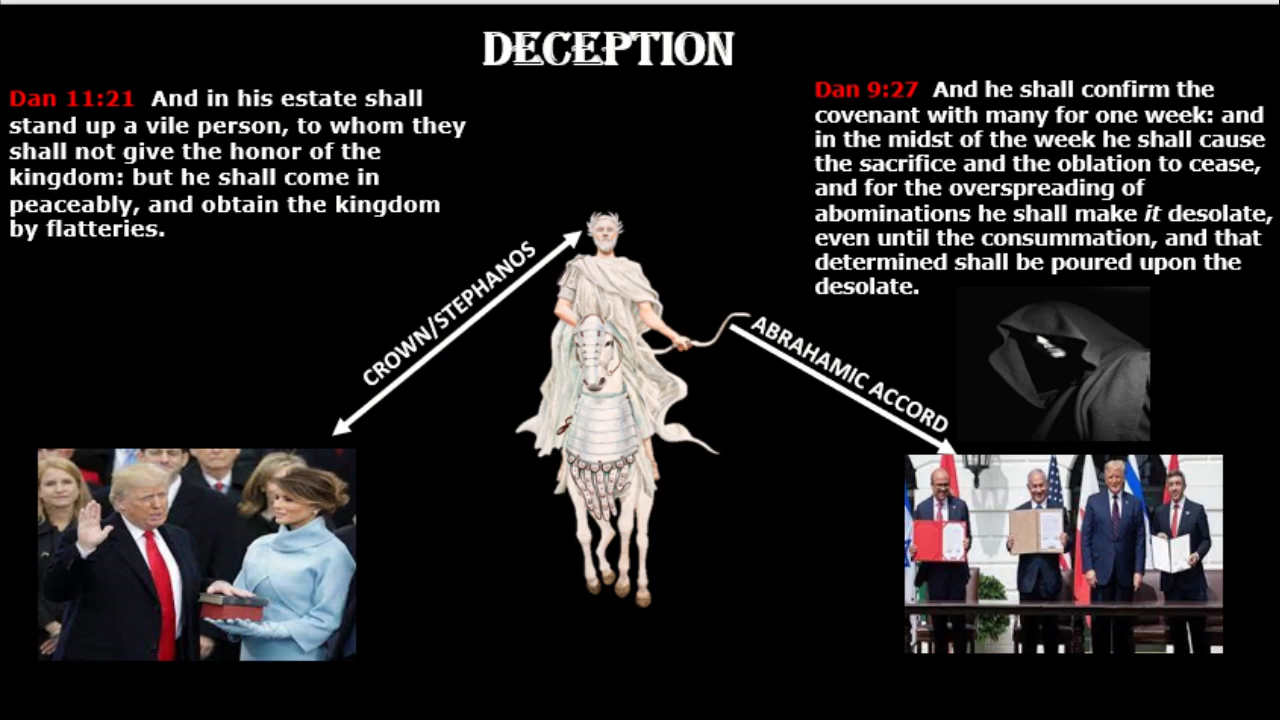 DECEPTION
Dan 11:21 And in his estate shall
stand up a vile person, to whom they
shall not give the honor of the
kingdom: but he shall come in
peaceably, and obtain the kingdom
by flatteries.
Dan 9:27 And he shall confirm the
covenant with many for one week: and
in the midst of the week he shall cause
the sacrifice and the oblation to cease,
and for the overspreading of
abominations he shall make it desolate,
even until the consummation, and that
determined shall be poured upon the
desolate.
CROWN/STEPHANOS
ABRAHAMIC ACCORD